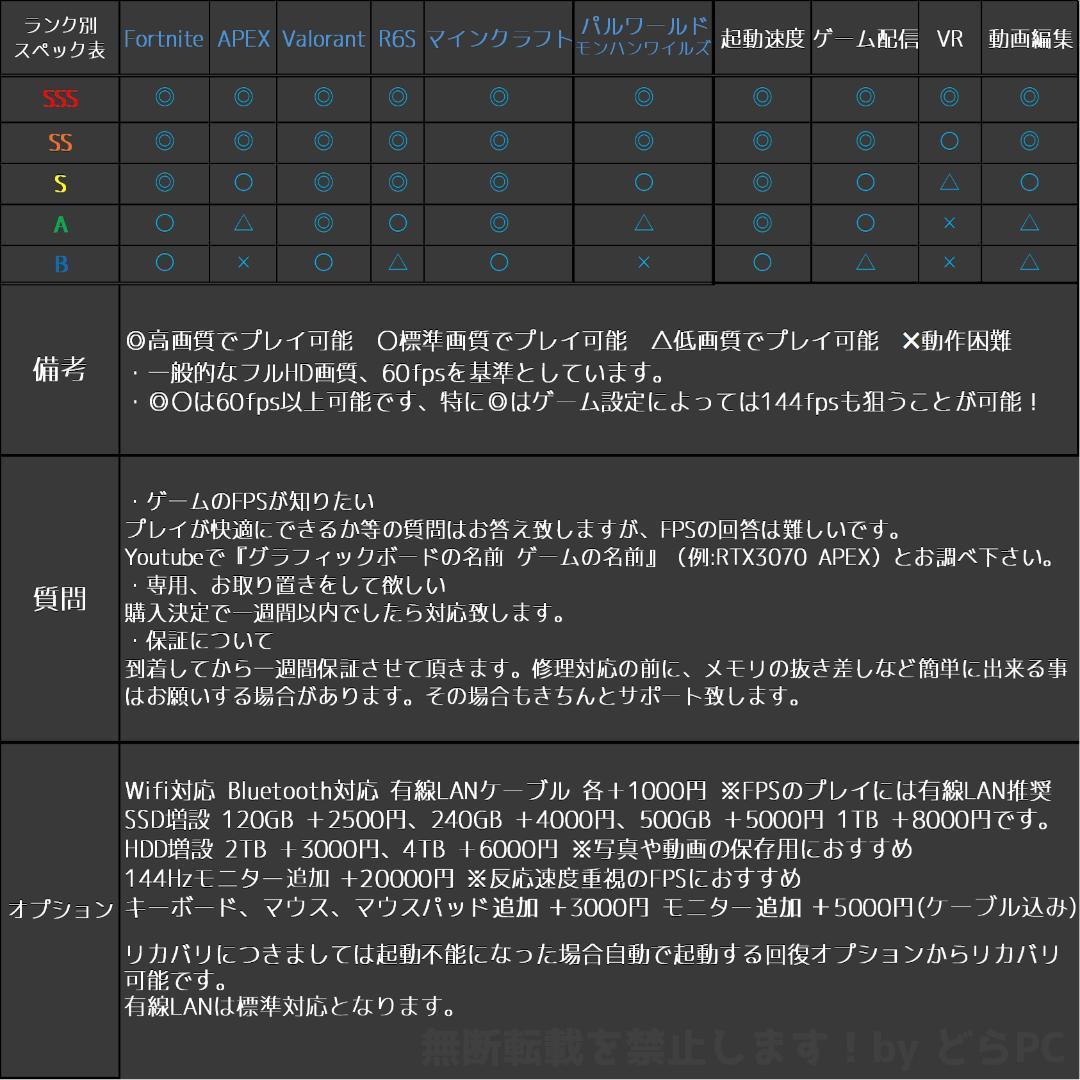 ランク別
スペック表
Fortnite APEX Valorant R6S マインクラフト パルワールド
モンハンワイルズ 起動速度 ゲーム配信 VR 動画編集
SSS ◎ ◎ ◎ ◎ ◎ ◎ ◎ ◎ ◎ ◎
SS ◎ ◎ ◎ ◎ ◎ ◎ ◎ ◎ ○ ◎
S ◎ ○ ◎ ◎ ◎ ○ ◎ ○ △ ○
A ○ △ ◎ ○ ◎ △ ◎ ○ × △
B ○ × ○ △ ○ × ○ △ × △
備考
◎高画質でプレイ可能 〇標準画質でプレイ可能 △低画質でプレイ可能 ✕動作困難
・一般的なフルHD画質、60fpsを基準としています。
・◎〇は60fps以上可能です、特に◎はゲーム設定によっては144fpsも狙うことが可能！
質問
・ゲームのFPSが知りたい
プレイが快適にできるか等の質問はお答え致しますが、FPSの回答は難しいです。
Youtubeで『グラフィックボードの名前 ゲームの名前』（例:RTX3070 APEX）とお調べ下さい。
・専用、お取り置きをして欲しい
購入決定で一週間以内でしたら対応致します。
・保証について
到着してから一週間保証させて頂きます。修理対応の前に、メモリの抜き差しなど簡単に出来る事
はお願いする場合があります。その場合もきちんとサポート致します。
オプション
Wifi対応 Bluetooth対応 有線LANケーブル 各＋1000円 ※FPSのプレイには有線LAN推奨
SSD増設 120GB ＋2500円、240GB ＋4000円、500GB ＋5000円 1TB ＋8000円です。
HDD増設 2TB ＋3000円、4TB ＋6000円 ※写真や動画の保存用におすすめ
144Hzモニター追加 +20000円 ※反応速度重視のFPSにおすすめ
キーボード、マウス、マウスパッド追加 ＋3000円 モニター追加 ＋5000円(ケーブル込み)
リカバリにつきましては起動不能になった場合自動で起動する回復オプションからリカバリ
可能です。
有線LANは標準対応となります。
無断転載を禁止します！by どらPC